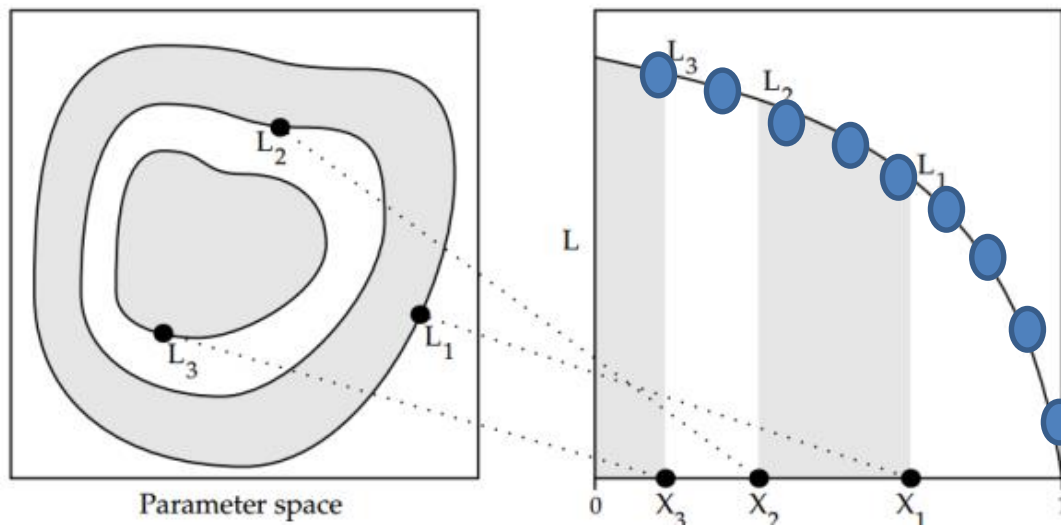 L₃
L₂
L₂
L₁
L
L₁
L₃
Parameter space
0
X₃
X₂
X₁